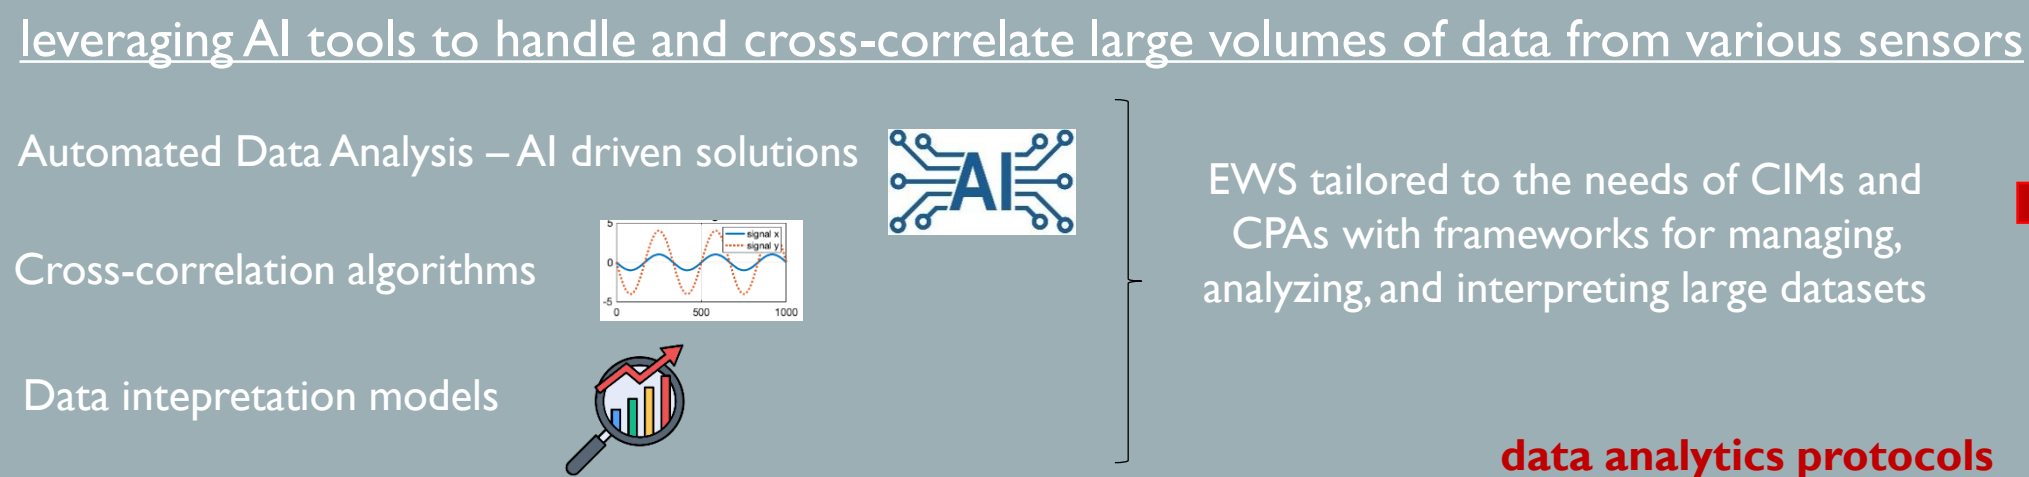 leveraging AI tools to handle and cross-correlate large volumes of data from various sensors
Automated Data Analysis – AI driven solutions
AI
Cross-correlation algorithms
5
0
-5
0
500
1000
signal x
signal y
Data intepretation models
EWS tailored to the needs of CIMs and
CPAs with frameworks for managing,
analyzing, and interpreting large datasets
data analytics protocols